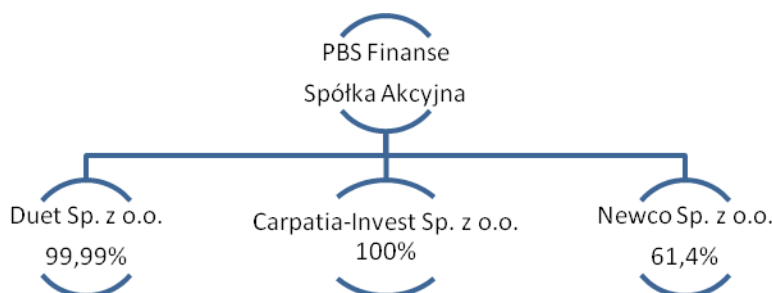 PBS Finanse
Spółka Akcyjna
Duet Sp. z o.o.
99,99%
Carpatia-Invest Sp. z o.o.
100%
Newco Sp. z o.o.
61,4%